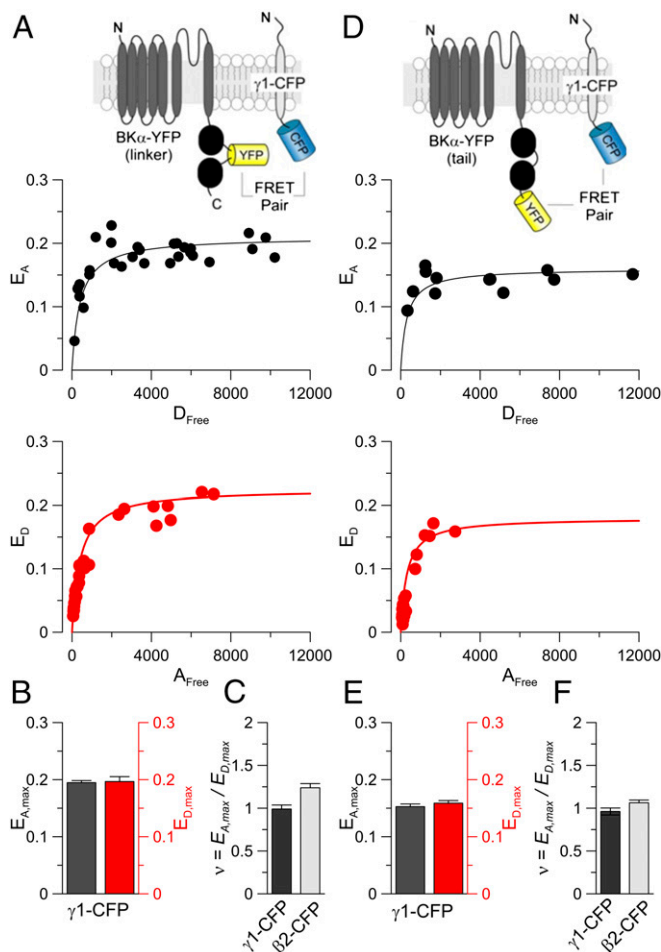 A
D
N
γ1-CFP
CFP
BKα-YFP
(linker)
YFP
C
FRET
Pair
N
γ1-CFP
CFP
BKα-YFP
(tail)
YFP
FRET
Pair
0.3
0.2
0.1
0
E_A
0 4000 8000 12000
D_Free
0.3
0.2
0.1
0
E_A
0 4000 8000 12000
D_Free
0.3
0.2
0.1
0
E_D
0 4000 8000 12000
A_Free
0.3
0.2
0.1
0
E_D
0 4000 8000 12000
A_Free
B
0.3
0.2
0.1
0
E_A,max
0.3
0.2
0.1
0
E_D,max
γ1-CFP
C
2
1.5
1
0.5
0
ν = E_A,max / E_D,max
γ1-CFP
β2-CFP
E
0.3
0.2
0.1
0
E_A,max
0.3
0.2
0.1
0
E_D,max
γ1-CFP
F
2
1.5
1
0.5
0
ν = E_A,max / E_D,max
γ1-CFP
β2-CFP